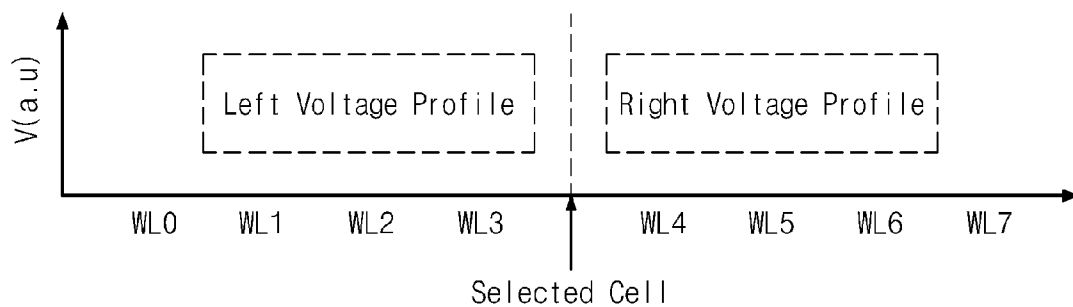 V(a.u)
Left Voltage Profile
Right Voltage Profile
WL0 WL1 WL2 WL3 WL4 WL5 WL6 WL7
Selected Cell